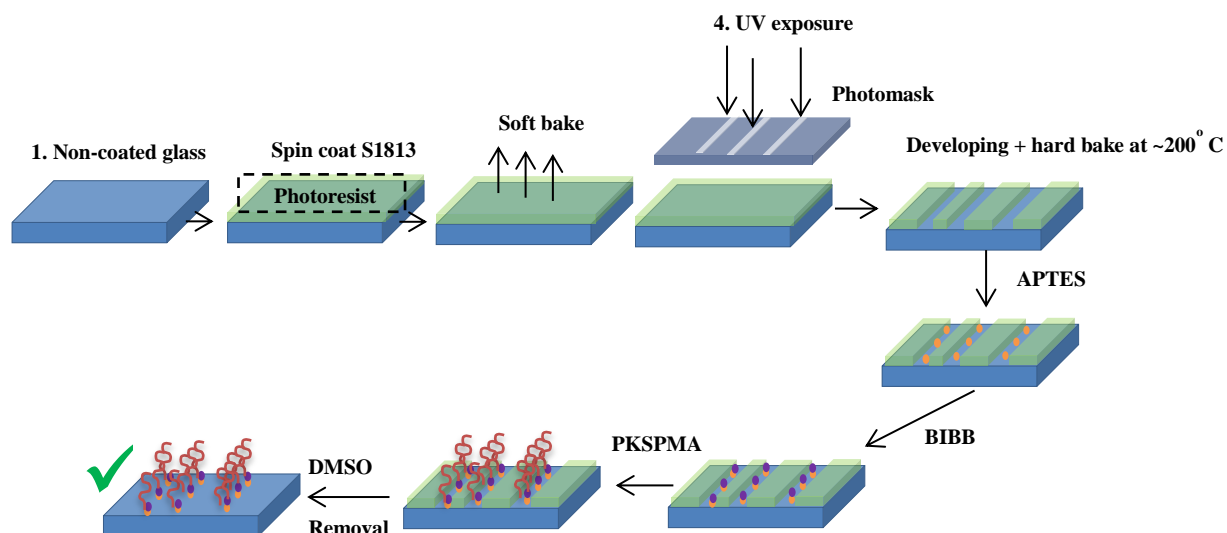 4. UV exposure
Photomask
Soft bake
1. Non-coated glass
Spin coat S1813
Photoresist
Developing + hard bake at ~200° C
APTES
BIBB
PKSPMA
DMSO
Removal